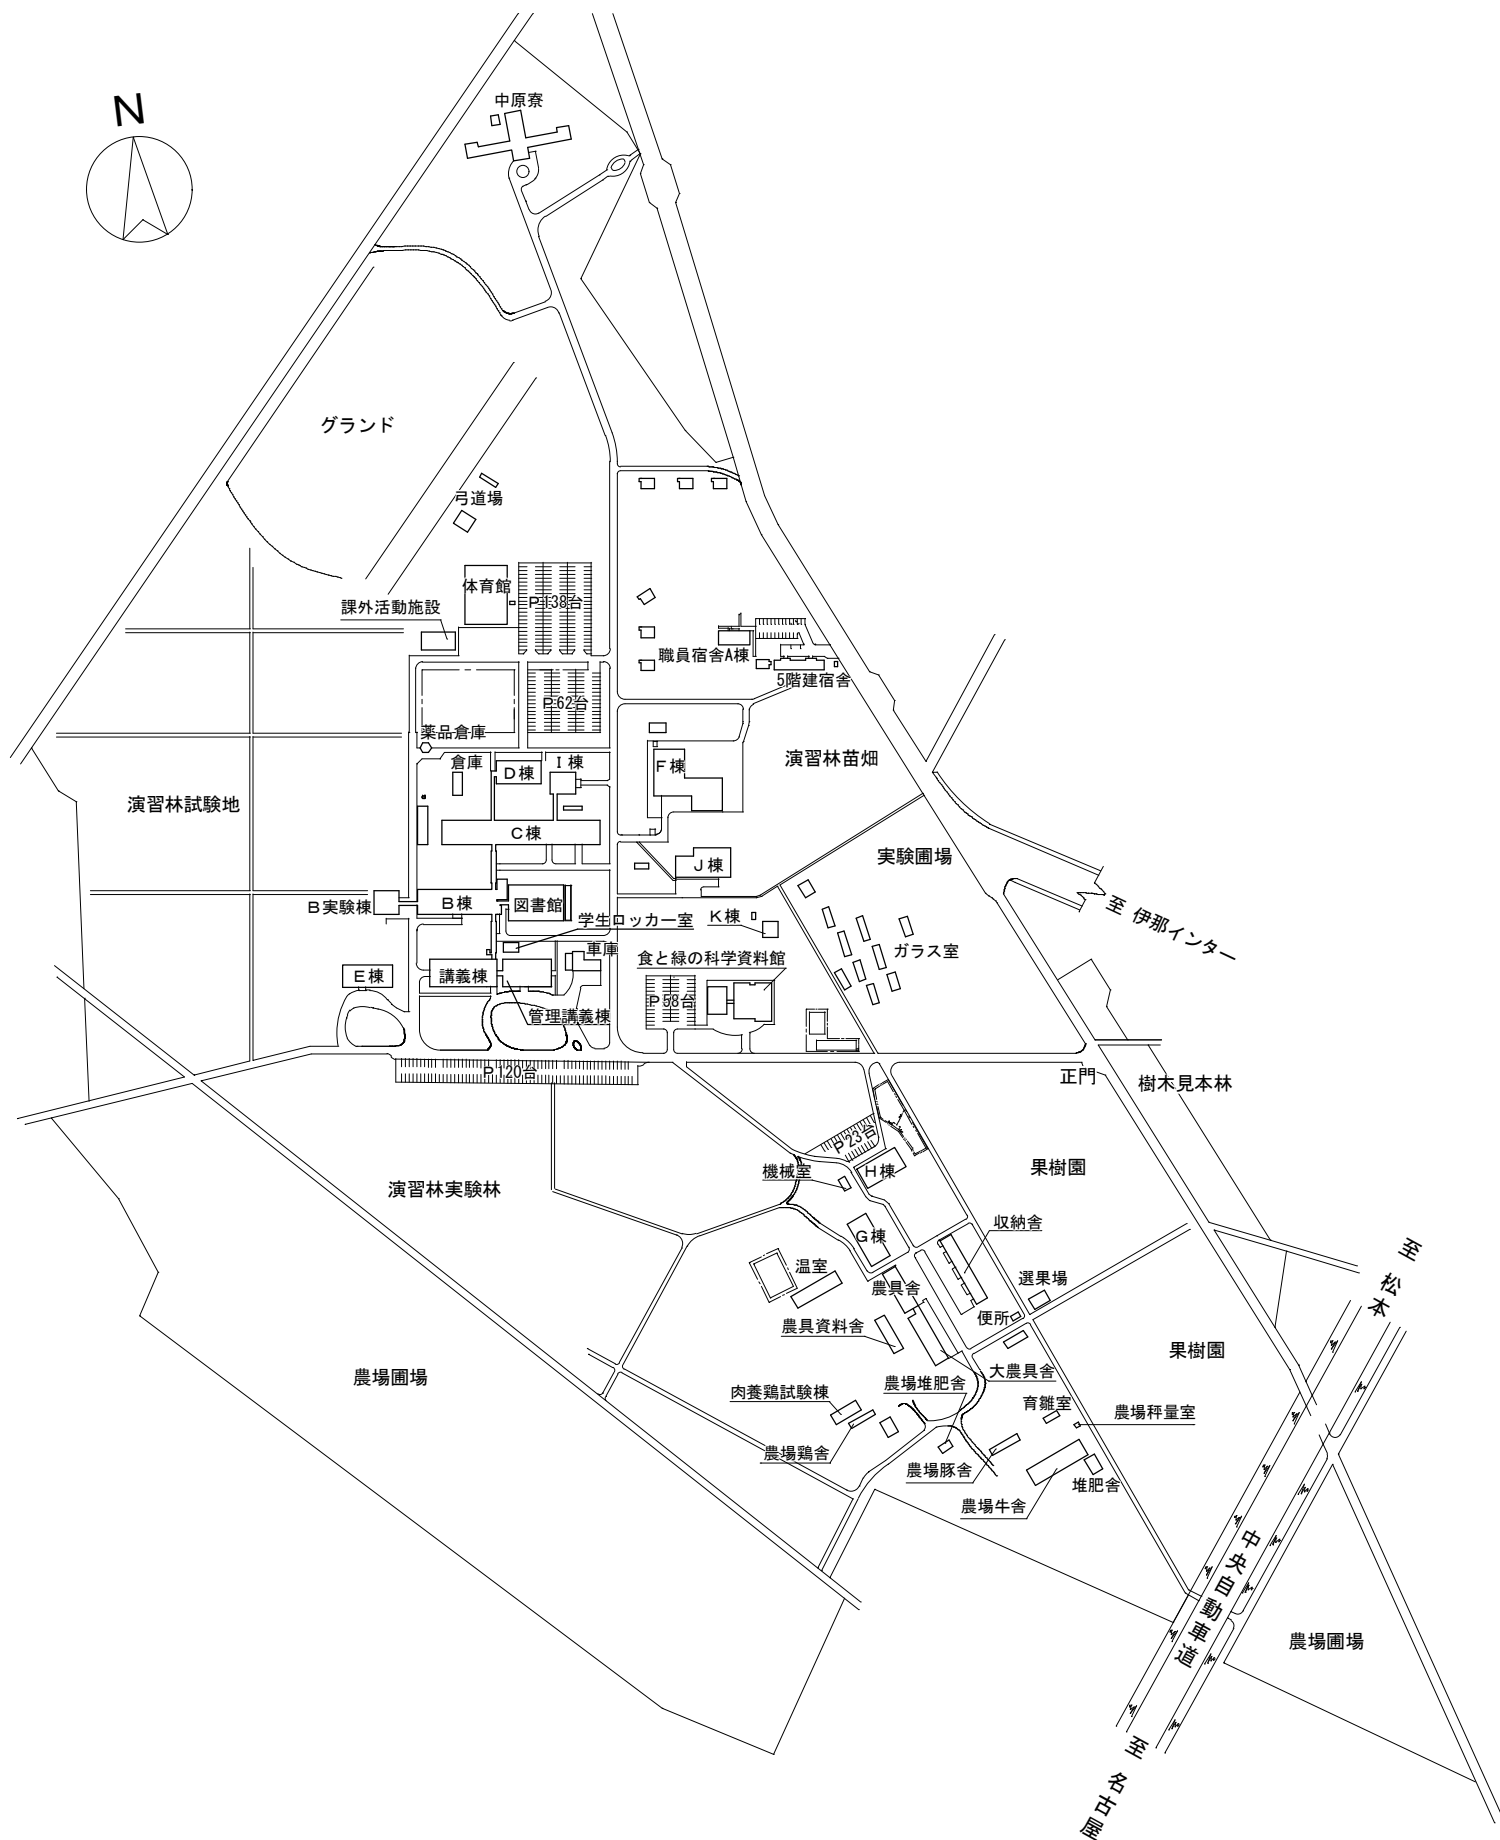 N
中原寮
グランド
弓道場
体育館
P 138台
課外活動施設
職員宿舎A棟
5階建宿舎
P 62台
薬品倉庫
倉庫
D棟
I棟
F棟
演習林苗畑
演習林試験地
C棟
J棟
実験圃場
B実験棟
B棟
図書館
学生ロッカー室
K棟
至 伊那インター
車庫
食と緑の科学資料館
ガラス室
E棟
講義棟
P 58台
管理講義棟
P 120台
正門
樹木見本林
P 23台
機械室
H棟
果樹園
演習林実験林
収納舎
G棟
温室
選果場
農具舎
便所
農具資料舎
大農具舎
果樹園
至 松本
農場圃場
農場堆肥舎
肉養鶏試験棟
育雛室
農場秤量室
農場鶏舎
農場豚舎
堆肥舎
農場牛舎
中央自動車道
農場圃場
至 名古屋